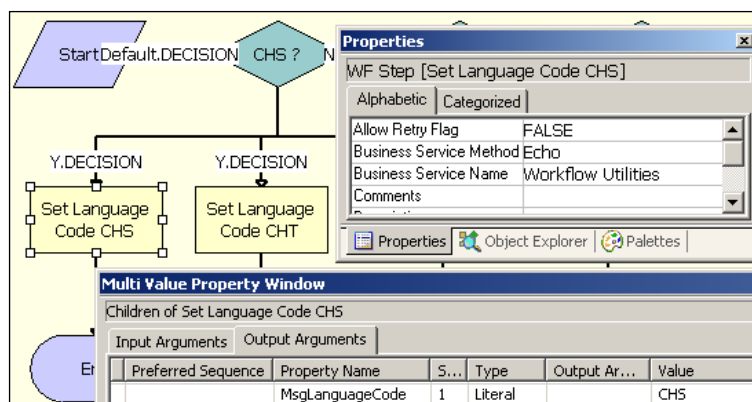 StartDefault.DECISION
CHS ?
N
Properties
WF Step [Set Language Code CHS]
Alphabetic
Categorized
Allow Retry Flag FALSE
Business Service Method Echo
Business Service Name Workflow Utilities
Comments
Properties
Object Explorer
Palettes
Y.DECISION
Y.DECISION
Set Language
Code CHS
Set Language
Code CHT
Multi Value Property Window
Children of Set Language Code CHS
Input Arguments
Output Arguments
Preferred Sequence Property Name S... Type Output Ar... Value
MsgLanguageCode 1 Literal CHS